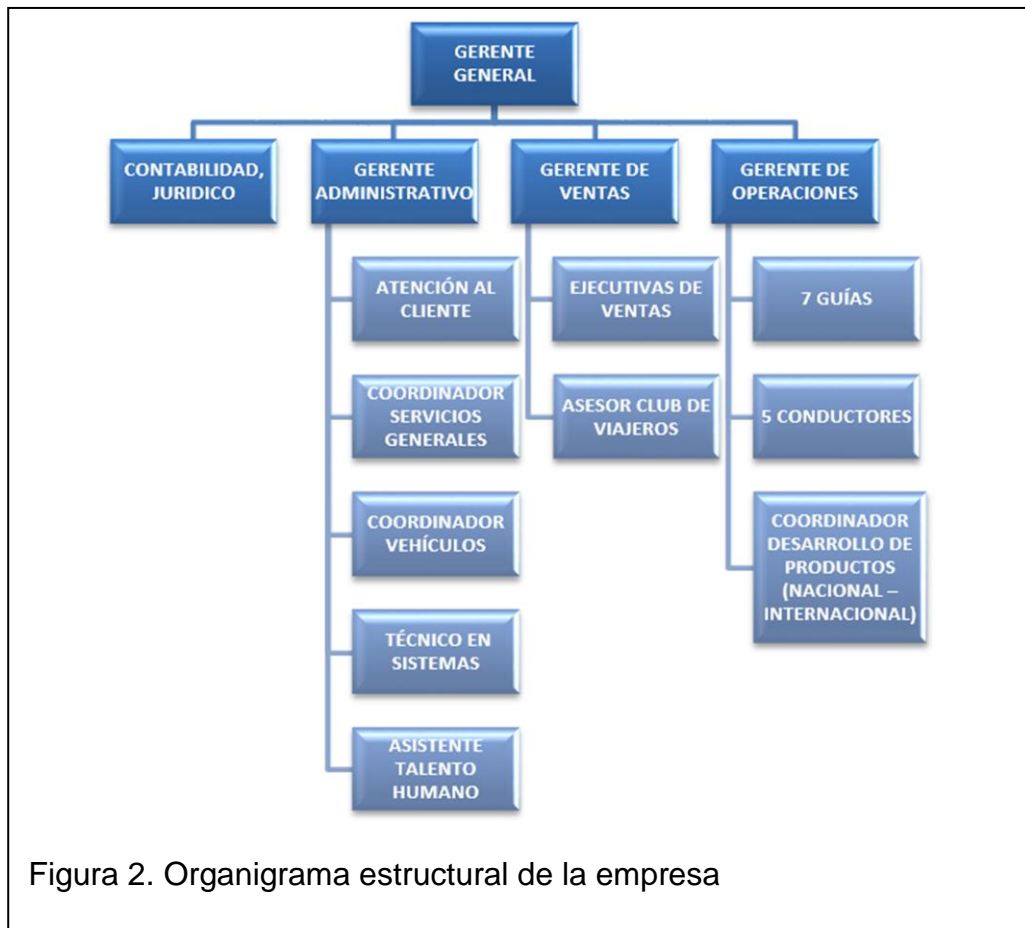 GERENTE
GENERAL
CONTABILIDAD,
JURIDICO
GERENTE
ADMINISTRATIVO
GERENTE DE
VENTAS
GERENTE DE
OPERACIONES
ATENCIÓN AL
CLIENTE
COORDINADOR
SERVICIOS
GENERALES
COORDINADOR
VEHÍCULOS
TÉCNICO EN
SISTEMAS
ASISTENTE
TALENTO
HUMANO
EJECUTIVAS DE
VENTAS
ASESOR CLUB DE
VIAJEROS
7 GUÍAS
5 CONDUCTORES
COORDINADOR
DESARROLLO DE
PRODUCTOS
(NACIONAL –
INTERNACIONAL)
Figura 2. Organigrama estructural de la empresa